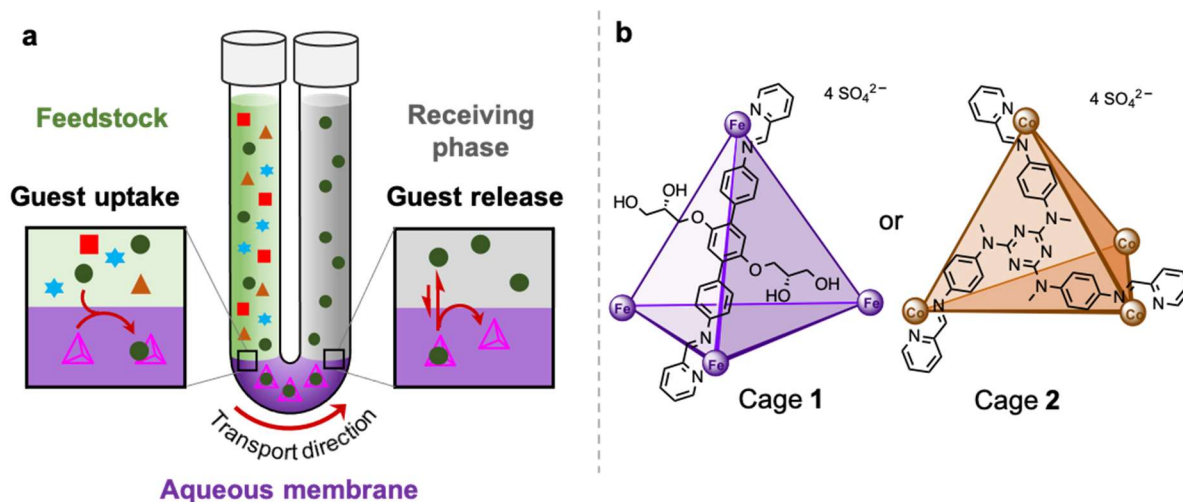 a
Feedstock
Receiving
phase
Guest uptake
Guest release
Transport direction
Aqueous membrane
b
4 SO₄²⁻
Fe
N
N
OH
HO
O
O
OH
OH
Fe
Fe
Fe
N
N
Cage 1
or
4 SO₄²⁻
Co
N
N
N
N
N
N
N
N
N
Co
Co
Co
N
N
N
N
Cage 2